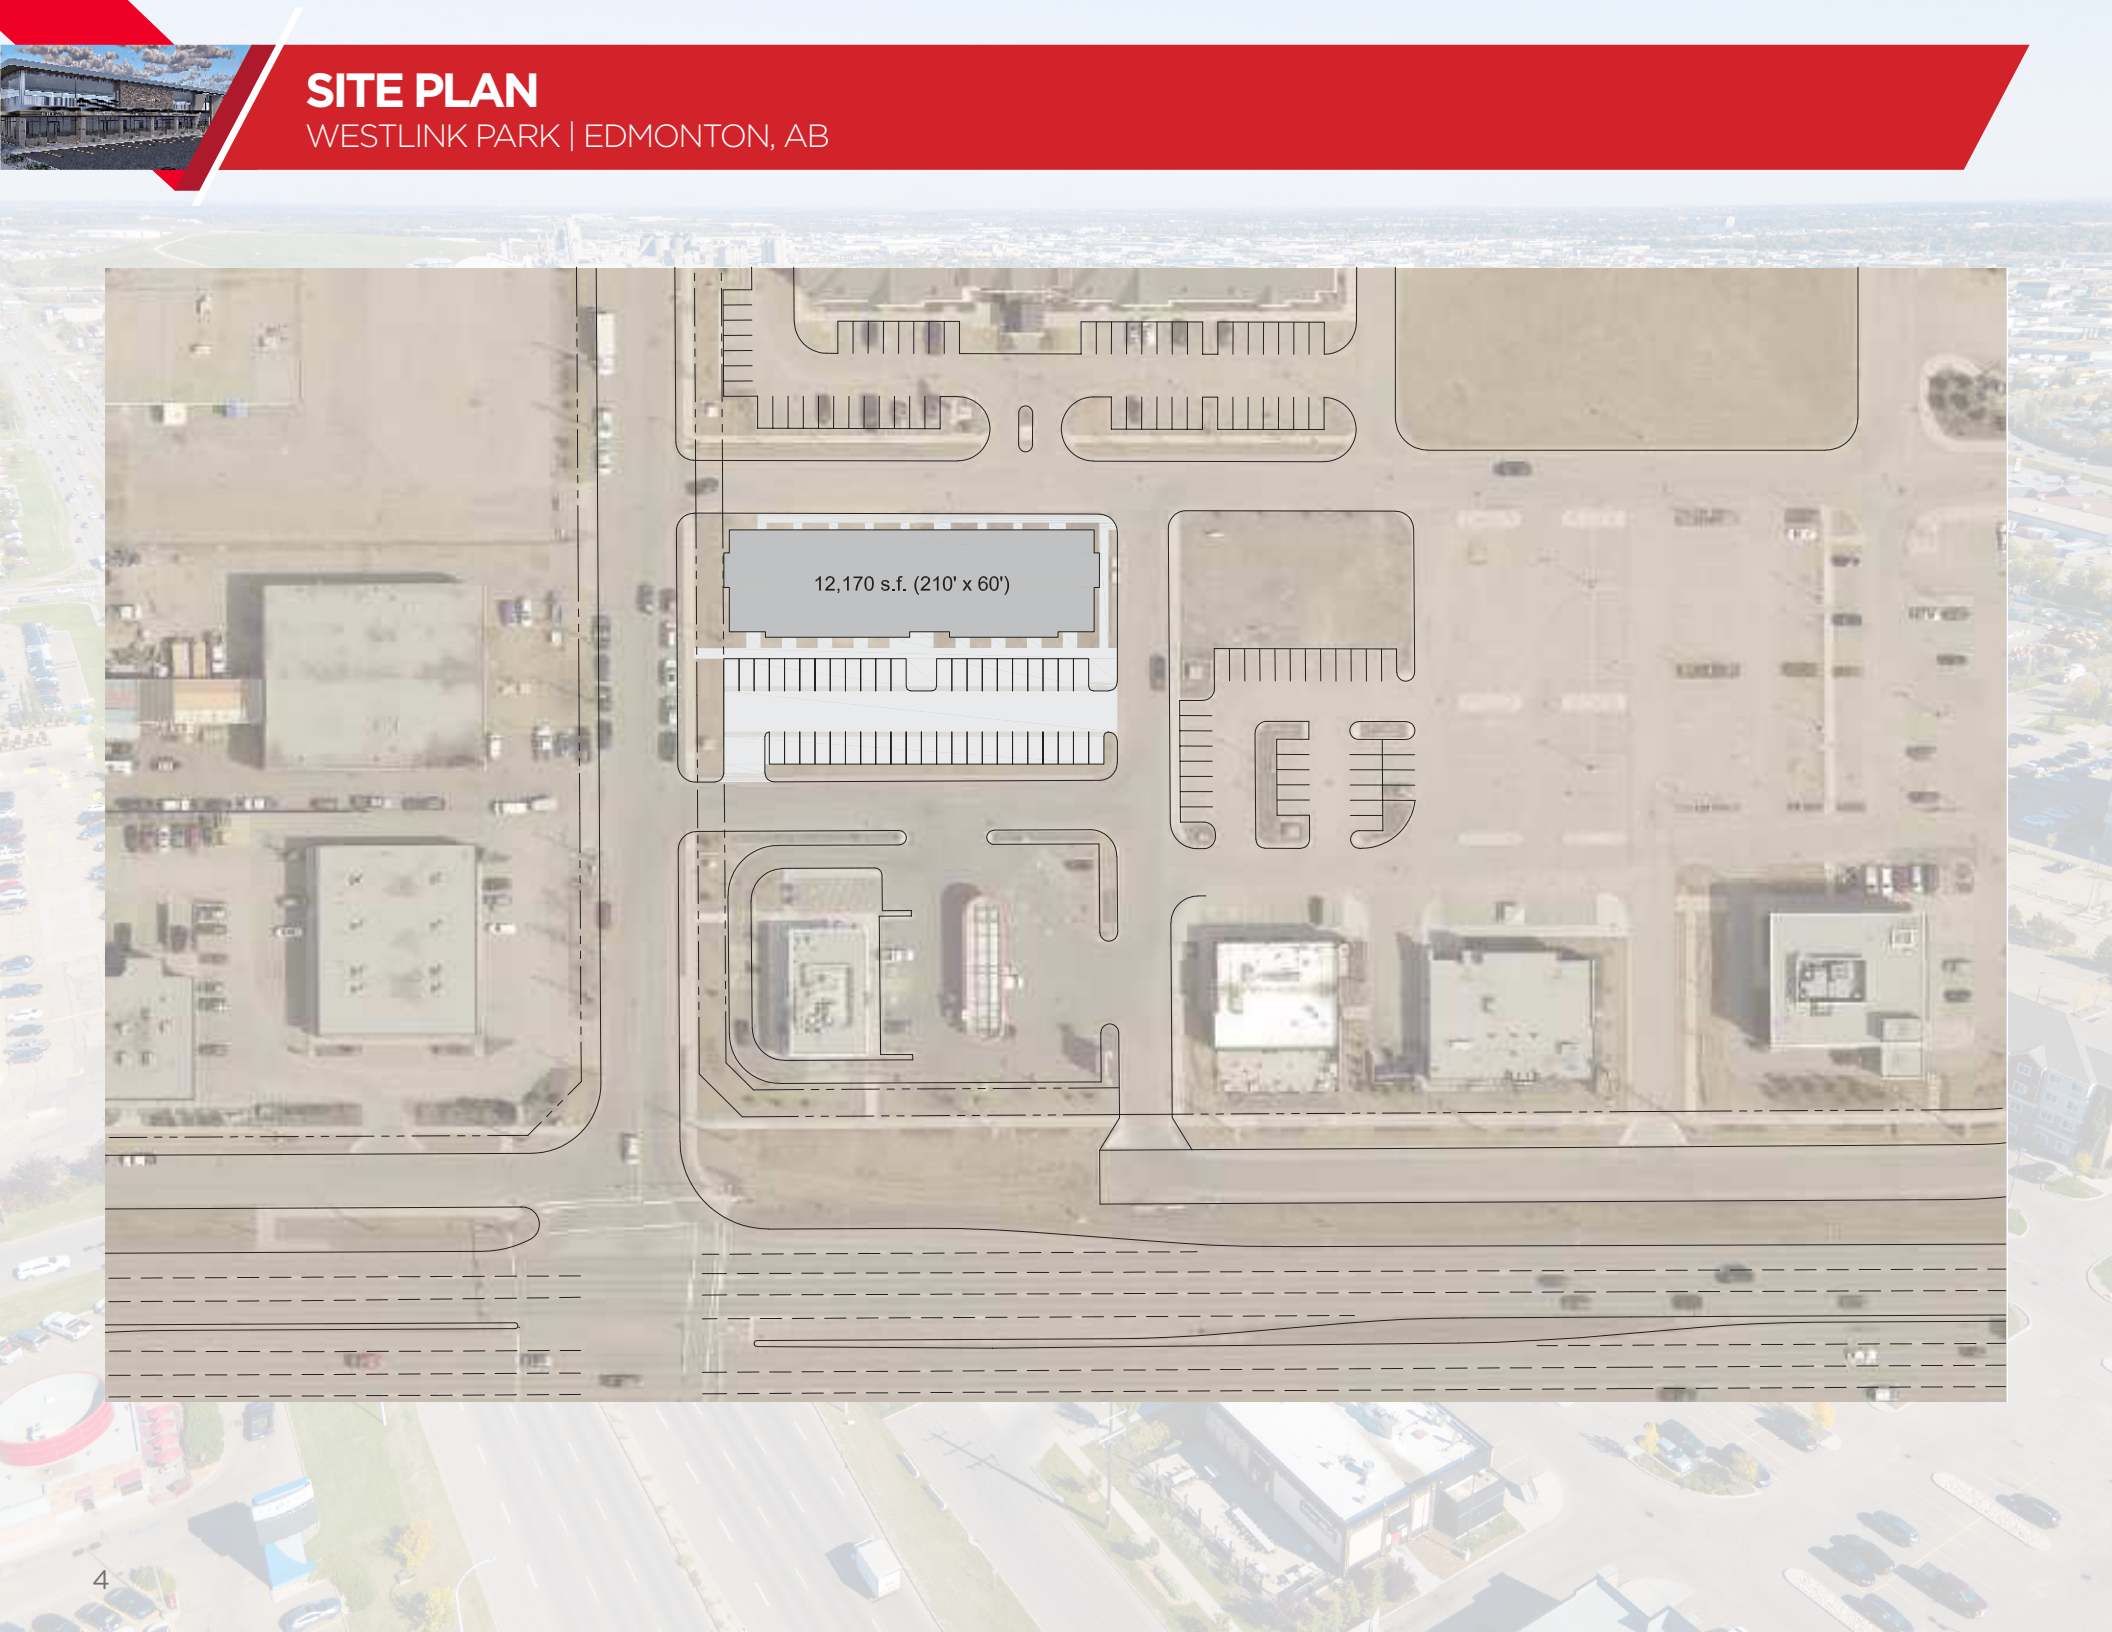 SITE PLAN
WESTLINK PARK | EDMONTON, AB
12,170 s.f. (210' x 60')
4